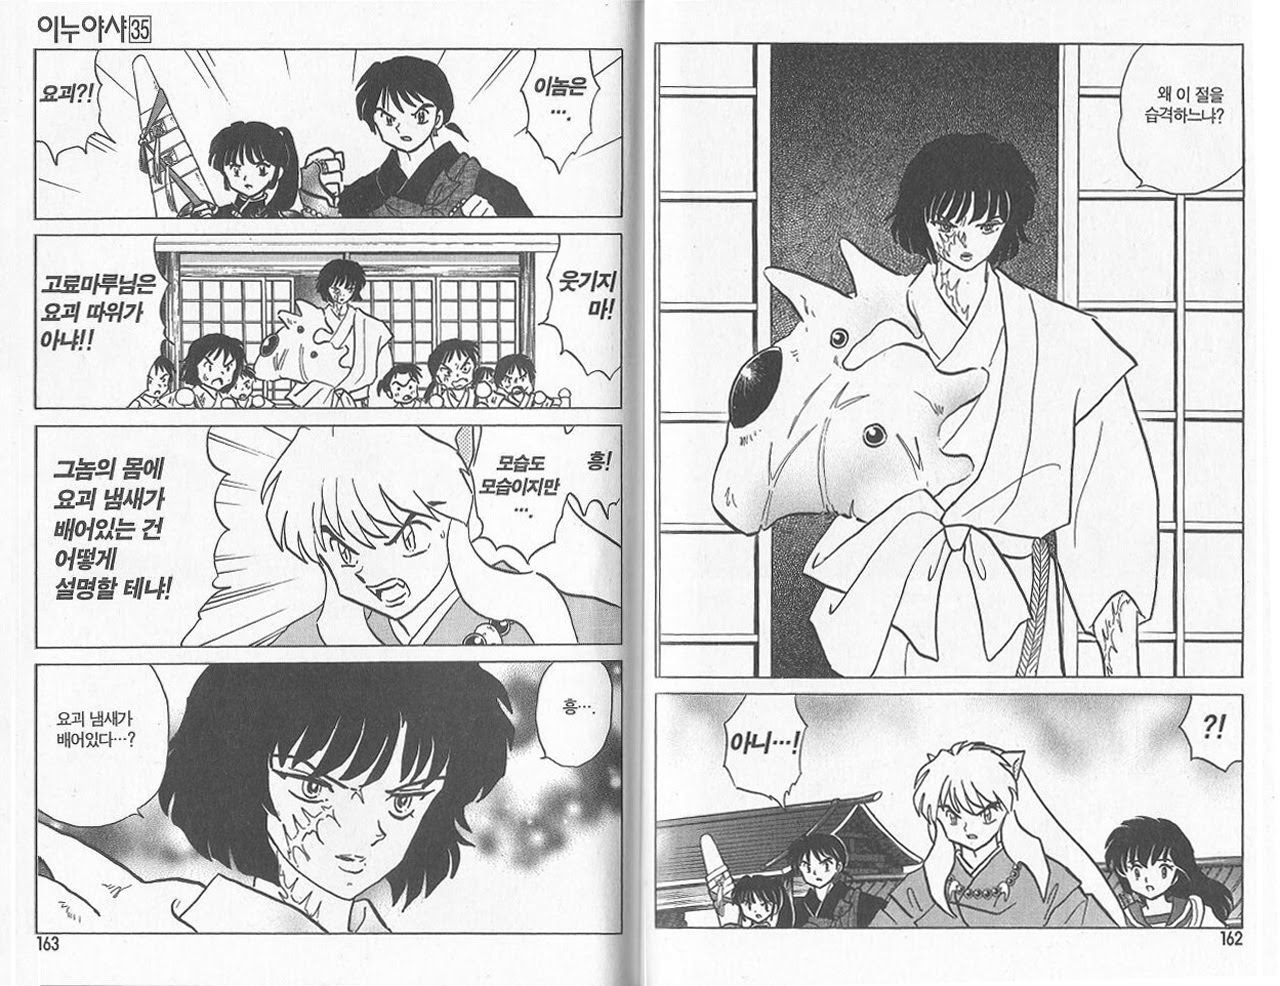 왜 이 절을
습격하느냐?
?!
아니…!
162
이누야샤 35
이놈은
….
요괴?!
웃기지
마!
고료마루님은
요괴 따위가
아냐!!
흥!
모습도
모습이지만
….
그놈의 몸에
요괴 냄새가
배어있는 건
어떻게
설명할 테냐!
흥….
요괴 냄새가
배어있다…?
163